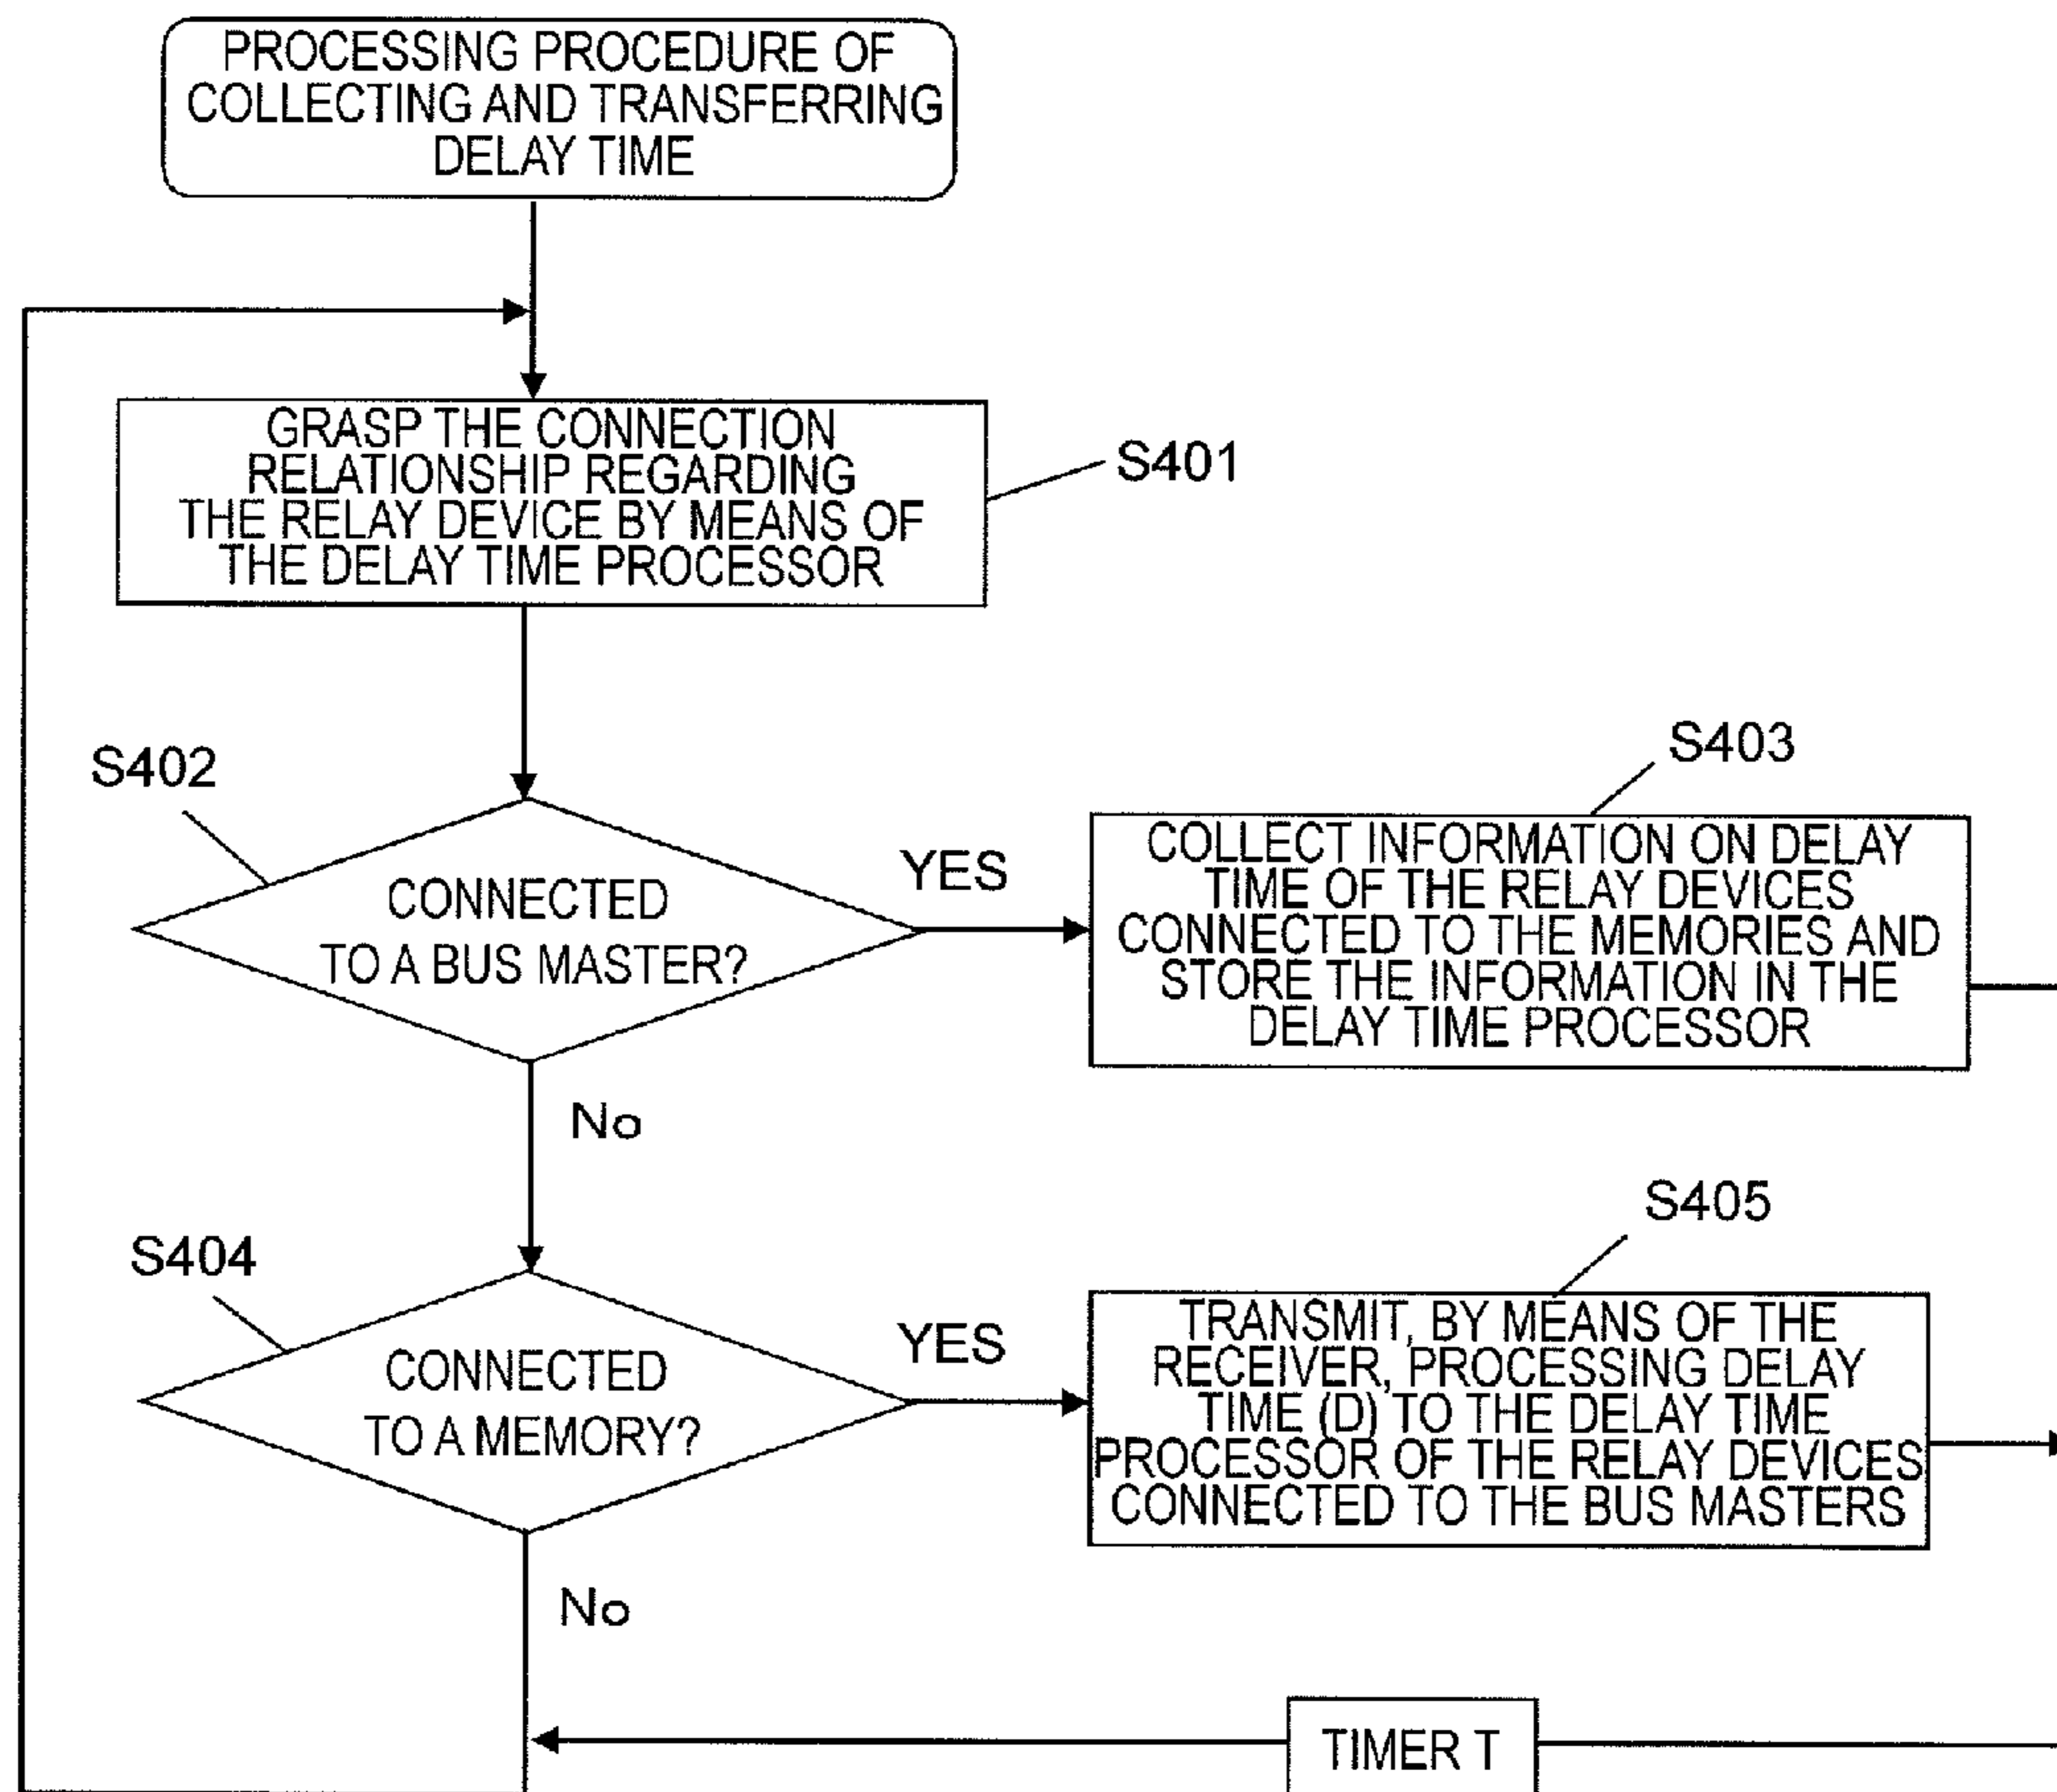 PROCESSING PROCEDURE OF
COLLECTING AND TRANSFERRING
DELAY TIME
GRASP THE CONNECTION
RELATIONSHIP REGARDING
THE RELAY DEVICE BY MEANS OF
THE DELAY TIME PROCESSOR
S401
S402
CONNECTED
TO A BUS MASTER?
YES
S403
COLLECT INFORMATION ON DELAY
TIME OF THE RELAY DEVICES
CONNECTED TO THE MEMORIES AND
STORE THE INFORMATION IN THE
DELAY TIME PROCESSOR
No
S404
CONNECTED
TO A MEMORY?
YES
S405
TRANSMIT, BY MEANS OF THE
RECEIVER, PROCESSING DELAY
TIME (D) TO THE DELAY TIME
PROCESSOR OF THE RELAY DEVICES
CONNECTED TO THE BUS MASTERS
No
TIMER T